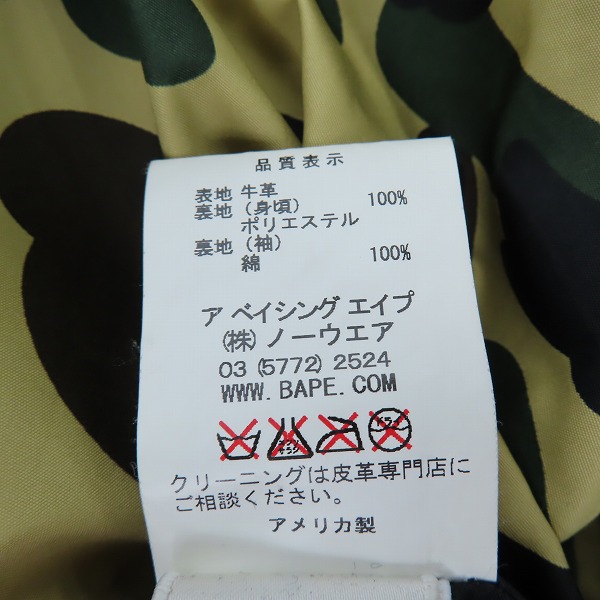 品質表示
表地 牛革
裏地 (身頃) 100%
ポリエステル
裏地 (袖)
綿 100%
ア ベイシング エイプ
(株) ノーウエア
03 (5772) 2524
WWW. BAPE. COM
ドライ
クリーニングは皮革専門店に
ご相談ください。
アメリカ製